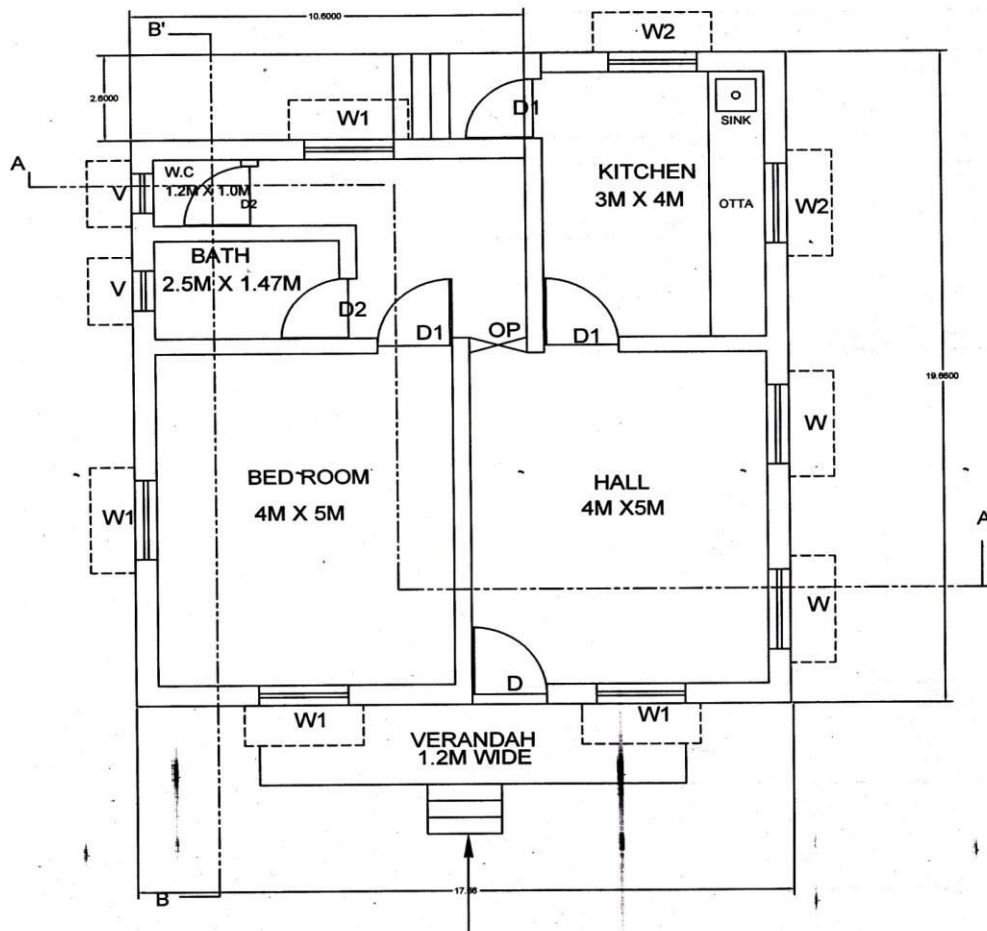 10.6000
B'
W2
2.6000
D1
W1
SINK
A
W.C
1.2M X 1.0M
D2
V
KITCHEN
3M X 4M
OTTA
W2
BATH
2.5M X 1.47M
V
D2
D1
OP
D1
19.6600
W
BED ROOM
4M X 5M
HALL
4M X5M
W1
A
W
D
W1
W1
VERANDAH
1.2M WIDE
B
17.66